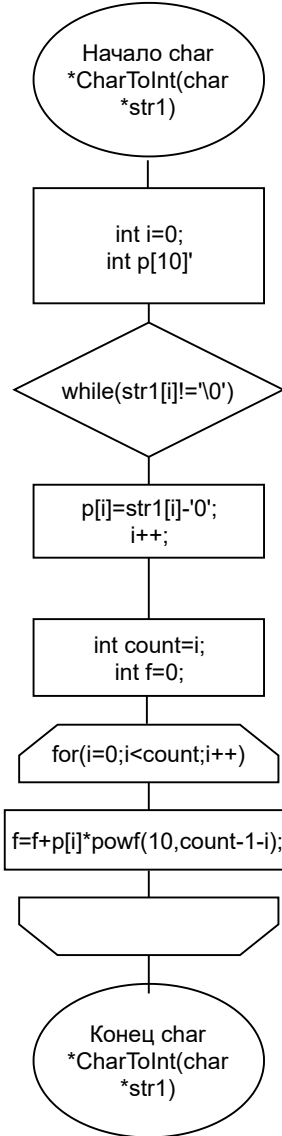 Начало char
*CharToInt(char
*str1)
int i=0;
int p[10]'
while(str1[i]!='\0')
p[i]=str1[i]-'0';
i++;
int count=i;
int f=0;
for(i=0;i<count;i++)
f=f+p[i]*powf(10,count-1-i);
Конец char
*CharToInt(char
*str1)